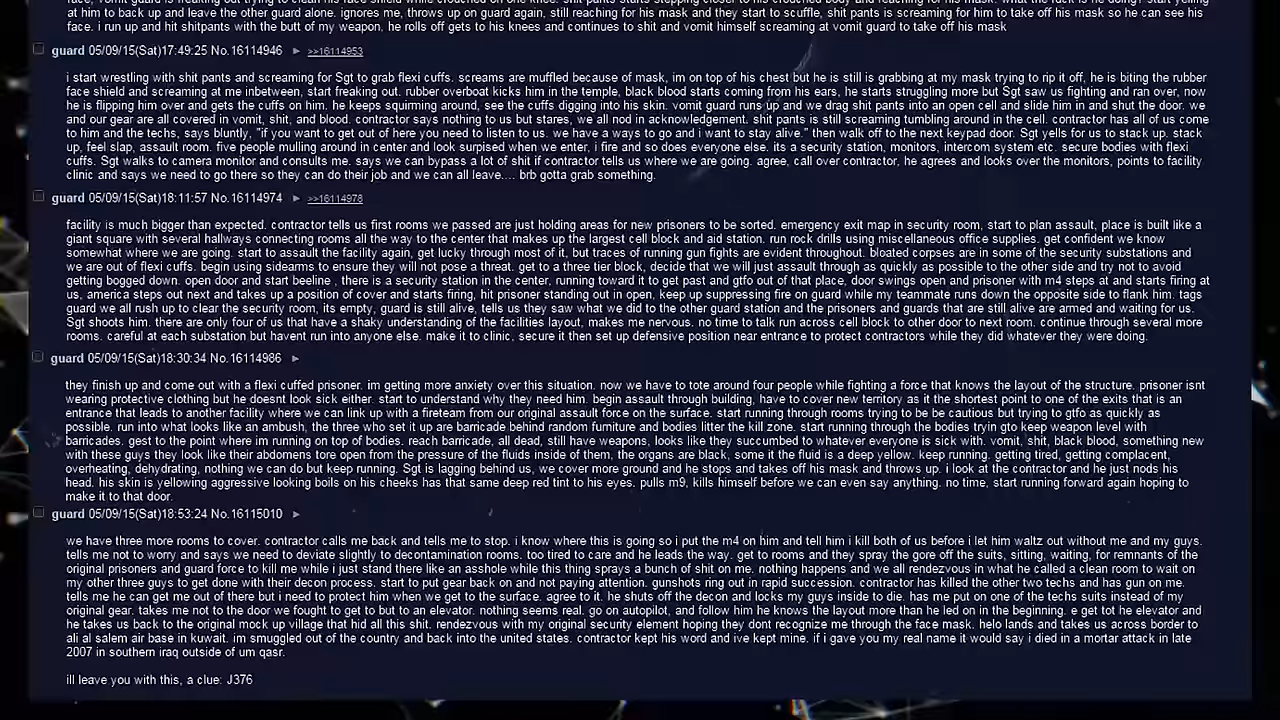 face, vomit guard is freaking out trying to clean his face shield while crouched on one knee. shit pants starts stepping closer to his crouched body and reaching for his mask. what the fuck is he doing? start yelling
at him to back up and leave the other guard alone. ignores me, throws up on guard again, still reaching for his mask and they start to scuffle, shit pants is screaming for him to take off his mask so he can see his
face. i run up and hit shitpants with the butt of my weapon, he rolls off gets to his knees and continues to shit and vomit himself screaming at vomit guard to take off his mask
guard 05/09/15(Sat)17:49:25 No.16114946 ► >>16114953
i start wrestling with shit pants and screaming for Sgt to grab flexi cuffs. screams are muffled because of mask, im on top of his chest but he is still is grabbing at my mask trying to rip it off, he is biting the rubber
face shield and screaming at me inbetween, start freaking out. rubber overboat kicks him in the temple, black blood starts coming from his ears, he starts struggling more but Sgt saw us fighting and ran over, now
he is flipping him over and gets the cuffs on him. he keeps squirming around, see the cuffs digging into his skin. vomit guard runs up and we drag shit pants into an open cell and slide him in and shut the door. we
and our gear are all covered in vomit, shit, and blood. contractor says nothing to us but stares, we all nod in acknowledgement. shit pants is still screaming tumbling around in the cell. contractor has all of us come
to him and the techs, says bluntly, "if you want to get out of here you need to listen to us. we have a ways to go and i want to stay alive." then walk off to the next keypad door. Sgt yells for us to stack up. stack
up, feel slap, assault room. five people mulling around in center and look surpised when we enter, i fire and so does everyone else. its a security station, monitors, intercom system etc. secure bodies with flexi
cuffs. Sgt walks to camera monitor and consults me. says we can bypass a lot of shit if contractor tells us where we are going. agree, call over contractor, he agrees and looks over the monitors, points to facility
clinic and says we need to go there so they can do their job and we can all leave.... brb gotta grab something.
guard 05/09/15(Sat)18:11:57 No.16114974 ► >>16114978
facility is much bigger than expected. contractor tells us first rooms we passed are just holding areas for new prisoners to be sorted. emergency exit map in security room, start to plan assault, place is built like a
giant square with several hallways connecting rooms all the way to the center that makes up the largest cell block and aid station. run rock drills using miscellaneous office supplies. get confident we know
somewhat where we are going. start to assault the facility again, get lucky through most of it, but traces of running gun fights are evident throughout. bloated corpses are in some of the security substations and
we are out of flexi cuffs. begin using sidearms to ensure they will not pose a threat. get to a three tier block, decide that we will just assault through as quickly as possible to the other side and try not to avoid
getting bogged down. open door and start beeline , there is a security station in the center, running toward it to get past and gtfo out of that place, door swings open and prisoner with m4 steps at and starts firing at
us, america steps out next and takes up a position of cover and starts firing, hit prisoner standing out in open, keep up suppressing fire on guard while my teammate runs down the opposite side to flank him. tags
guard we all rush up to clear the security room, its empty, guard is still alive, tells us they saw what we did to the other guard station and the prisoners and guards that are still alive are armed and waiting for us.
Sgt shoots him. there are only four of us that have a shaky understanding of the facilities layout, makes me nervous. no time to talk run across cell block to other door to next room. continue through several more
rooms. careful at each substation but havent run into anyone else. make it to clinic, secure it then set up defensive position near entrance to protect contractors while they did whatever they were doing.
guard 05/09/15(Sat)18:30:34 No.16114986 ►
they finish up and come out with a flexi cuffed prisoner. im getting more anxiety over this situation. now we have to tote around four people while fighting a force that knows the layout of the structure. prisoner isnt
wearing protective clothing but he doesnt look sick either. start to understand why they need him. begin assault through building, have to cover new territory as it the shortest point to one of the exits that is an
entrance that leads to another facility where we can link up with a fireteam from our original assault force on the surface. start running through rooms trying to be be cautious but trying to gtfo as quickly as
possible. run into what looks like an ambush, the three who set it up are barricade behind random furniture and bodies litter the kill zone. start running through the bodies tryin gto keep weapon level with
barricades. gest to the point where im running on top of bodies. reach barricade, all dead, still have weapons, looks like they succumbed to whatever everyone is sick with. vomit, shit, black blood, something new
with these guys they look like their abdomens tore open from the pressure of the fluids inside of them, the organs are black, some it the fluid is a deep yellow. keep running. getting tired, getting complacent,
overheating, dehydrating, nothing we can do but keep running. Sgt is lagging behind us, we cover more ground and he stops and takes off his mask and throws up. i look at the contractor and he just nods his
head. his skin is yellowing aggressive looking boils on his cheeks has that same deep red tint to his eyes. pulls m9, kills himself before we can even say anything. no time, start running forward again hoping to
make it to that door.
guard 05/09/15(Sat)18:53:24 No.16115010 ►
we have three more rooms to cover. contractor calls me back and tells me to stop. i know where this is going so i put the m4 on him and tell him i kill both of us before i let him waltz out without me and my guys.
tells me not to worry and says we need to deviate slightly to decontamination rooms. too tired to care and he leads the way. get to rooms and they spray the gore off the suits, sitting, waiting, for remnants of the
original prisoners and guard force to kill me while i just stand there like an asshole while this thing sprays a bunch of shit on me. nothing happens and we all rendezvous in what he called a clean room to wait on
my other three guys to get done with their decon process. start to put gear back on and not paying attention. gunshots ring out in rapid succession. contractor has killed the other two techs and has gun on me.
tells me he can get me out of there but i need to protect him when we get to the surface. agree to it. he shuts off the decon and locks my guys inside to die. has me put on one of the techs suits instead of my
original gear. takes me not to the door we fought to get to but to an elevator. nothing seems real. go on autopilot, and follow him he knows the layout more than he led on in the beginning. e get tot he elevator and
he takes us back to the original mock up village that hid all this shit. rendezvous with my original security element hoping they dont recognize me through the face mask. helo lands and takes us across border to
ali al salem air base in kuwait. im smuggled out of the country and back into the united states. contractor kept his word and ive kept mine. if i gave you my real name it would say i died in a mortar attack in late
2007 in southern iraq outside of um qasr.
ill leave you with this, a clue: J376